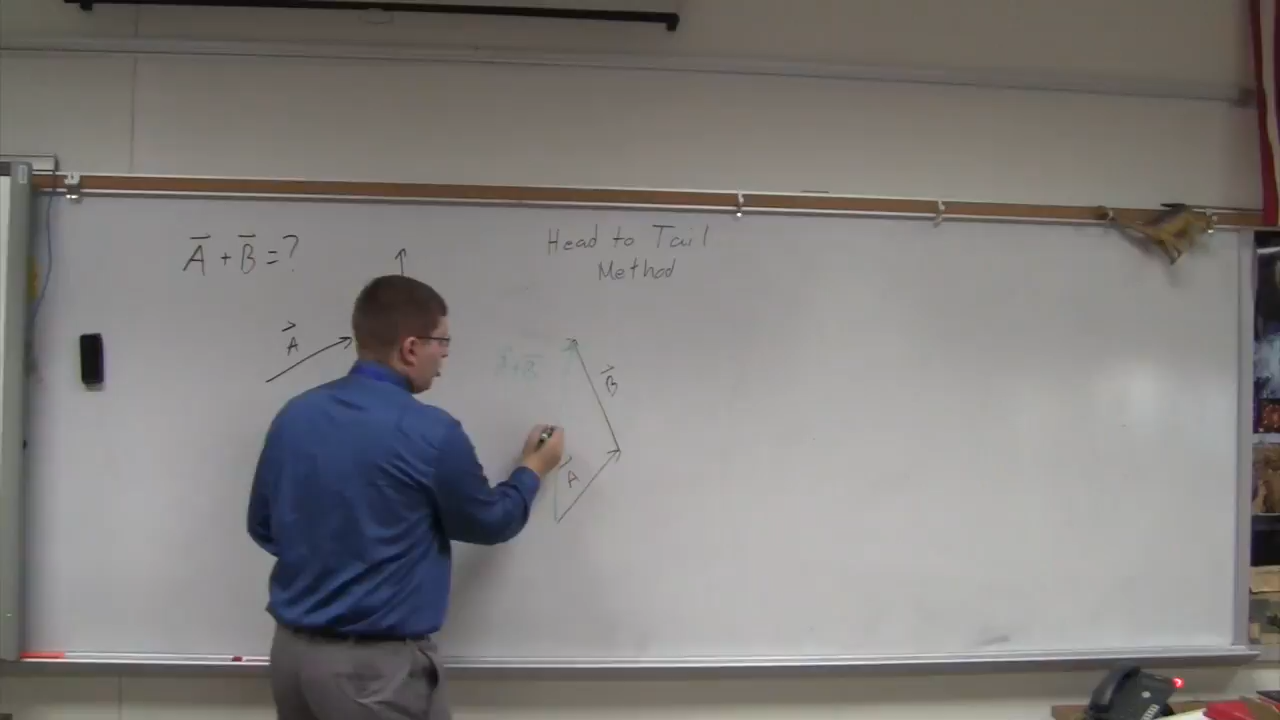 A⃗ + B⃗ = ?
Head to Tail
Method
A⃗
B⃗
A⃗ + B⃗
A⃗